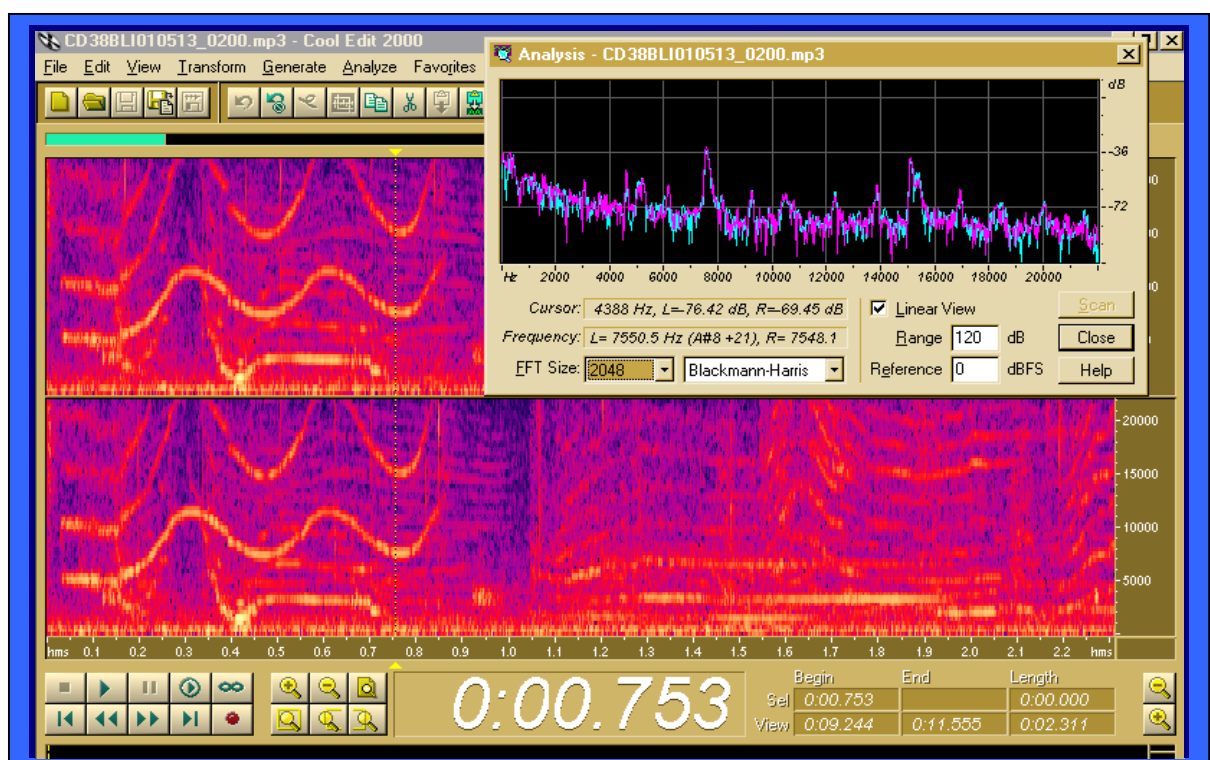 CD38BLI010513_0200.mp3 - Cool Edit 2000
File Edit View Transform Generate Analyze Favorites
Analysis - CD38BLI010513_0200.mp3
dB
--36
--72
Hz 2000 4000 6000 8000 10000 12000 14000 16000 18000 20000
Cursor: 4388 Hz, L=-76.42 dB, R=-69.45 dB
Linear View
Scan
Frequency: L= 7550.5 Hz (A#8 +21), R= 7548.1
Range 120 dB
Close
FFT Size: 2048 Blackmann-Harris
Reference 0 dBFS
Help
20000
15000
10000
5000
hms 0.1 0.2 0.3 0.4 0.5 0.6 0.7 0.8 0.9 1.0 1.1 1.2 1.3 1.4 1.5 1.6 1.7 1.8 1.9 2.0 2.1 2.2 hms
0:00.753
Begin End Length
Sel 0:00.753 0:00.000
View 0:09.244 0:11.555 0:02.311